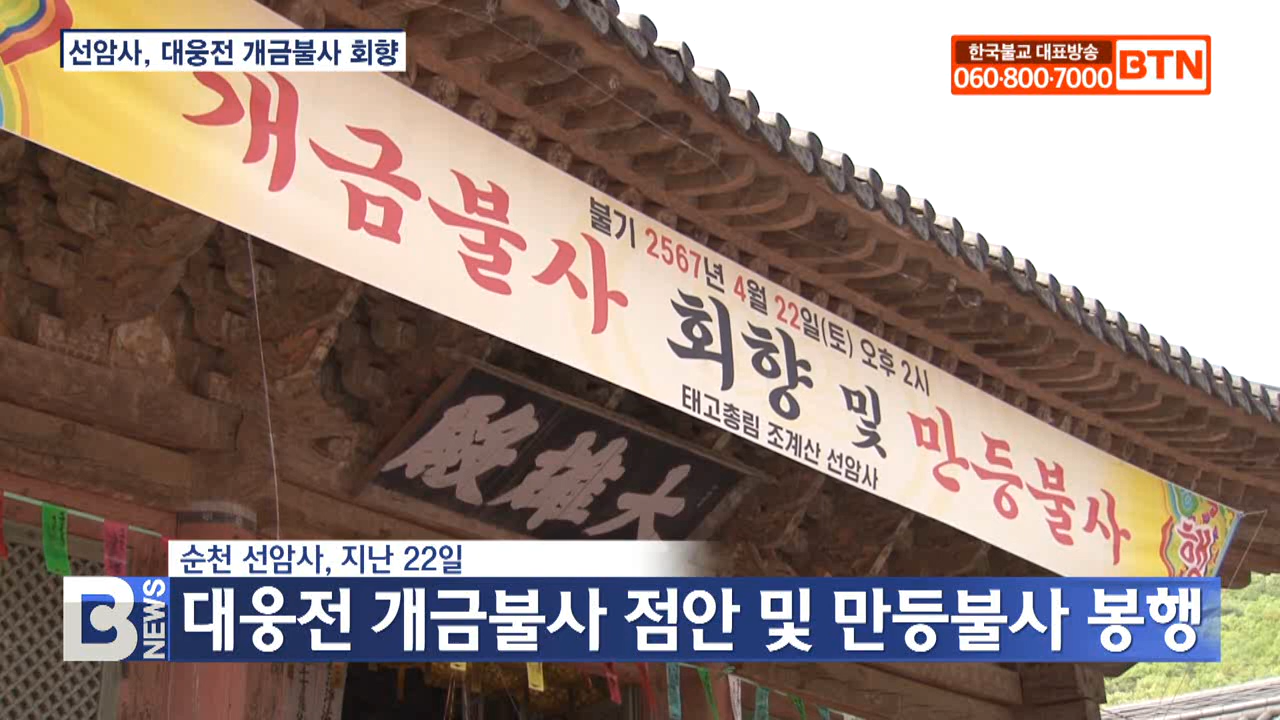 선암사, 대웅전 개금불사 회향
한국불교 대표방송
060·800·7000
BTN
개금불사
불기 2567년 4월 22일(토) 오후 2시
회향 및 만등불사
태고총림 조계산 선암사
행
殿雄大
순천 선암사, 지난 22일
B NEWS
대웅전 개금불사 점안 및 만등불사 봉행